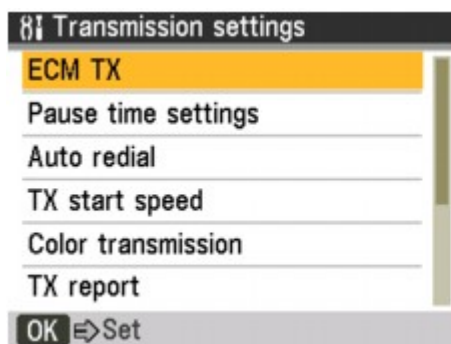 Transmission settings
ECM TX
Pause time settings
Auto redial
TX start speed
Color transmission
TX report
OK Set